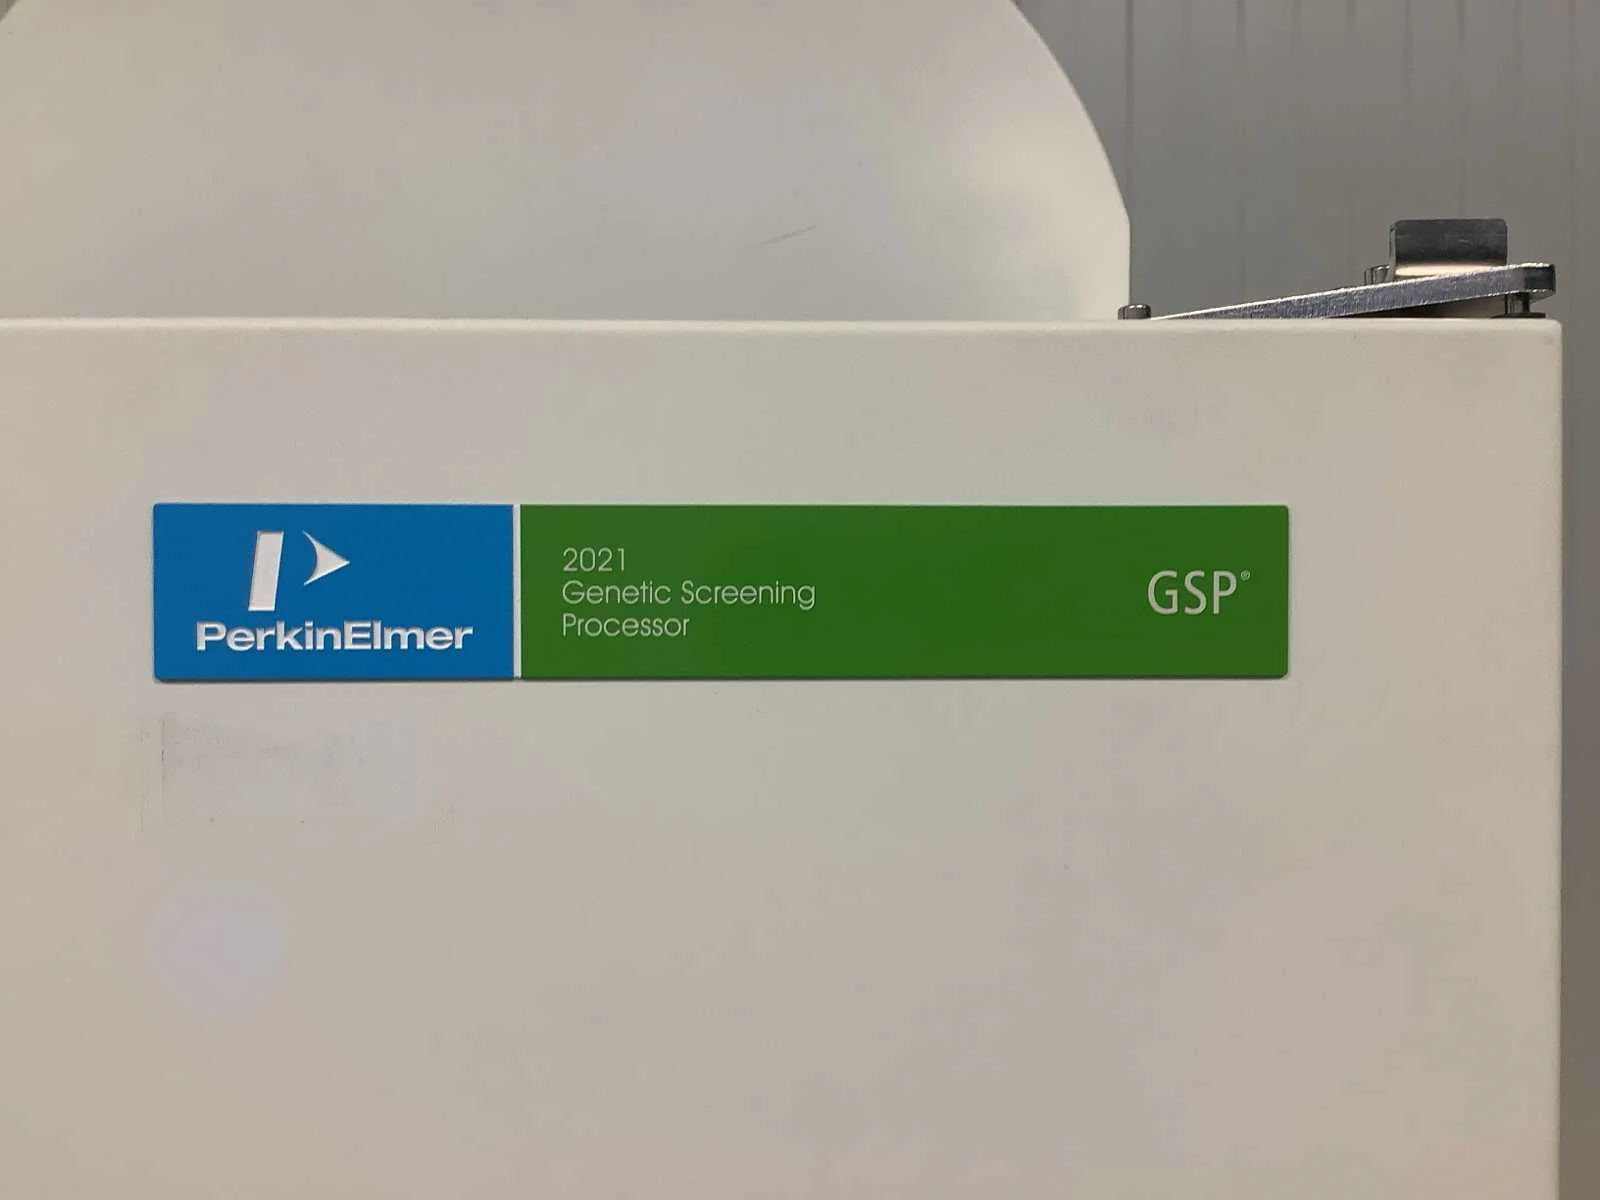 PerkinElmer
2021
Genetic Screening
Processor
GSP®